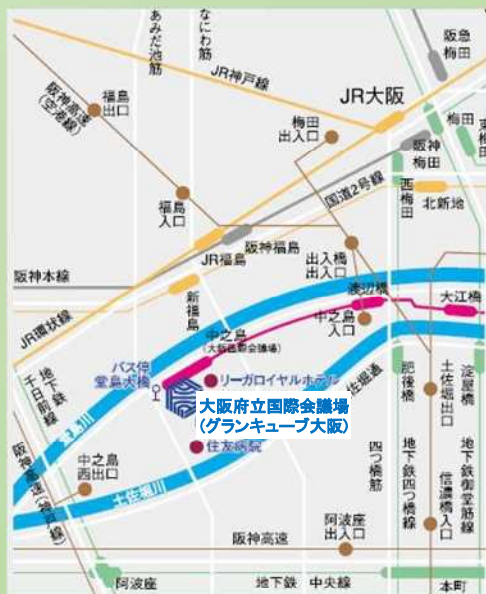 あみだ池筋
なにわ筋
阪急
梅田
JR神戸線
JR大阪
阪神高速
(空港線)
福島
出口
梅田
出入口
梅田
東梅田
阪神
梅田
国道2号線
西梅田
北新地
福島
入口
JR福島
阪神福島
出入橋
出入口
阪神本線
新福島
渡辺橋
大江橋
JR環状線
中之島
(大阪国際会議場)
中之島
入口
バス停
堂島大橋
リーガロイヤルホテル
土佐堀通
肥後橋
土佐堀出口
淀屋橋
地下鉄
千日前線
大阪府立国際会議場
(グランキューブ大阪)
堂島川
住友病院
四つ橋筋
地下鉄四つ橋線
信濃橋入口
地下鉄御堂筋線
阪神高速(神戸線)
中之島
西出口
土佐堀川
阿波座
出入口
阪神高速
阿波座
地下鉄 中央線
本町